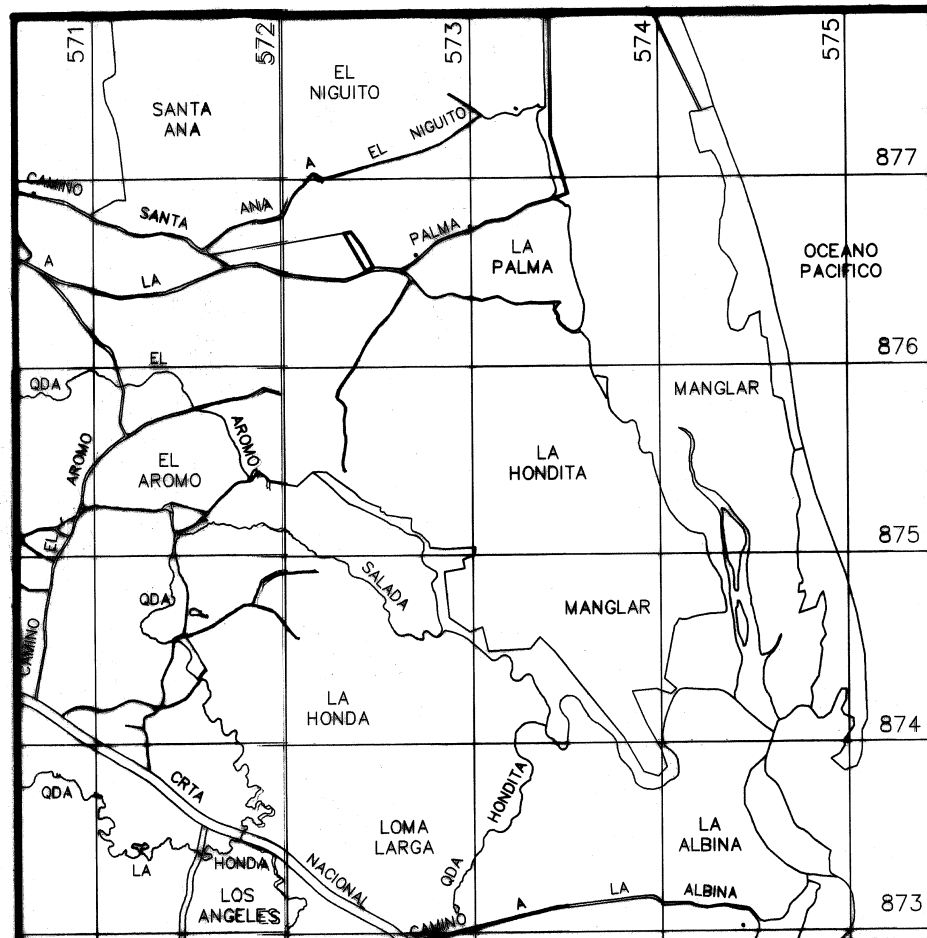 571
572
573
574
575
EL
NIGUITO
SANTA
ANA
CAMINO
SANTA
ANA
A
EL
NIGUITO
877
A
LA
PALMA
LA
PALMA
OCEANO
PACIFICO
876
QDA
EL
AROMO
MANGLAR
AROMO
EL
AROMO
LA
HONDITA
875
EL
CAMINO
QDA
SALADA
MANGLAR
LA
HONDA
874
QDA
CRTA
NACIONAL
HONDITA
QDA
LOMA
LARGA
LA
ALBINA
LA
HONDA
LOS
ANGELES
CAMINO
A
LA
ALBINA
873